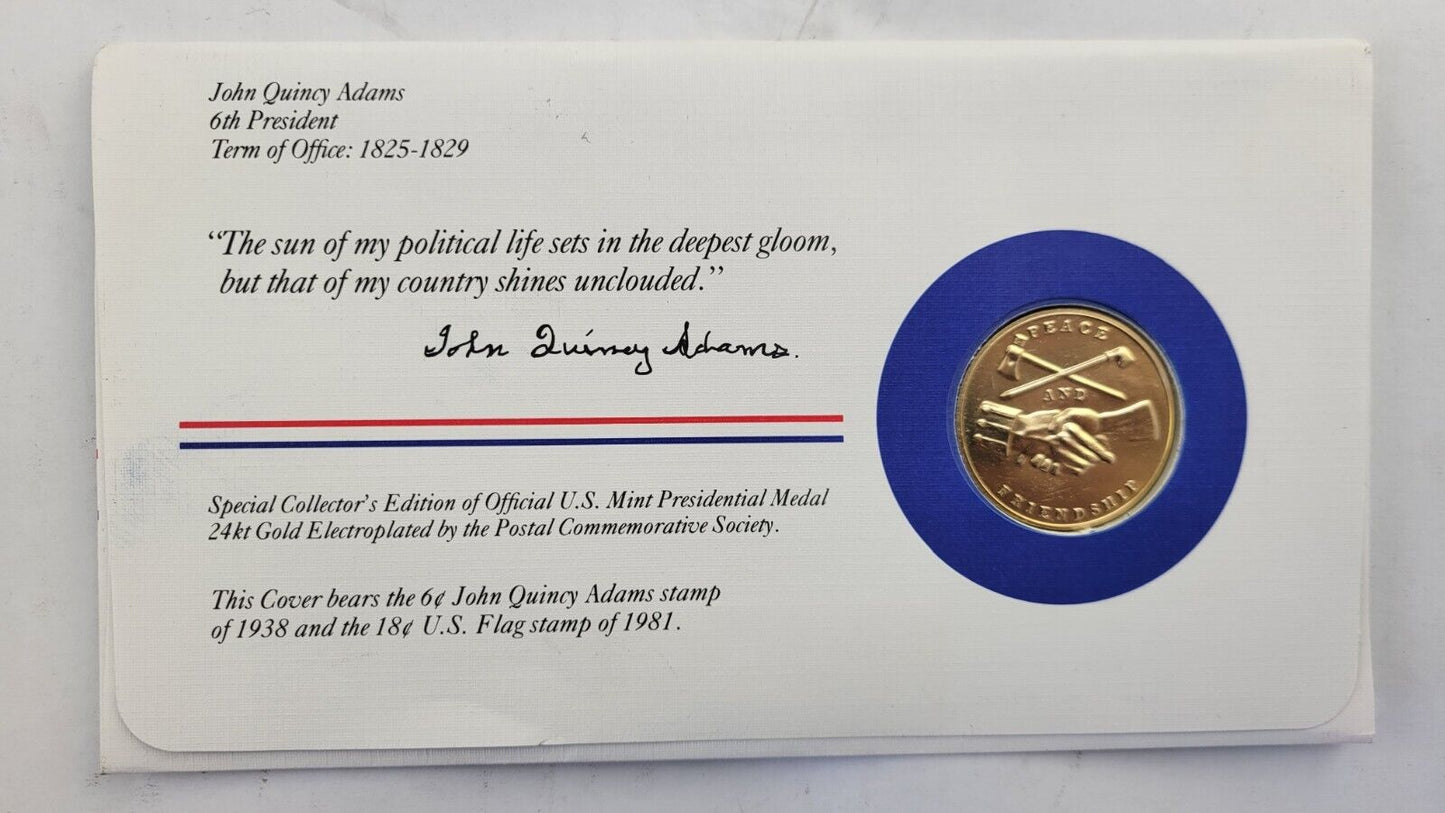 John Quincy Adams
6th President
Term of Office: 1825-1829
“The sun of my political life sets in the deepest gloom,
but that of my country shines unclouded.”
John Quincy Adams.
Special Collector's Edition of Official U.S. Mint Presidential Medal
24kt Gold Electroplated by the Postal Commemorative Society.
This Cover bears the 6¢ John Quincy Adams stamp
of 1938 and the 18¢ U.S. Flag stamp of 1981.
PEACE
AND
FRIENDSHIP